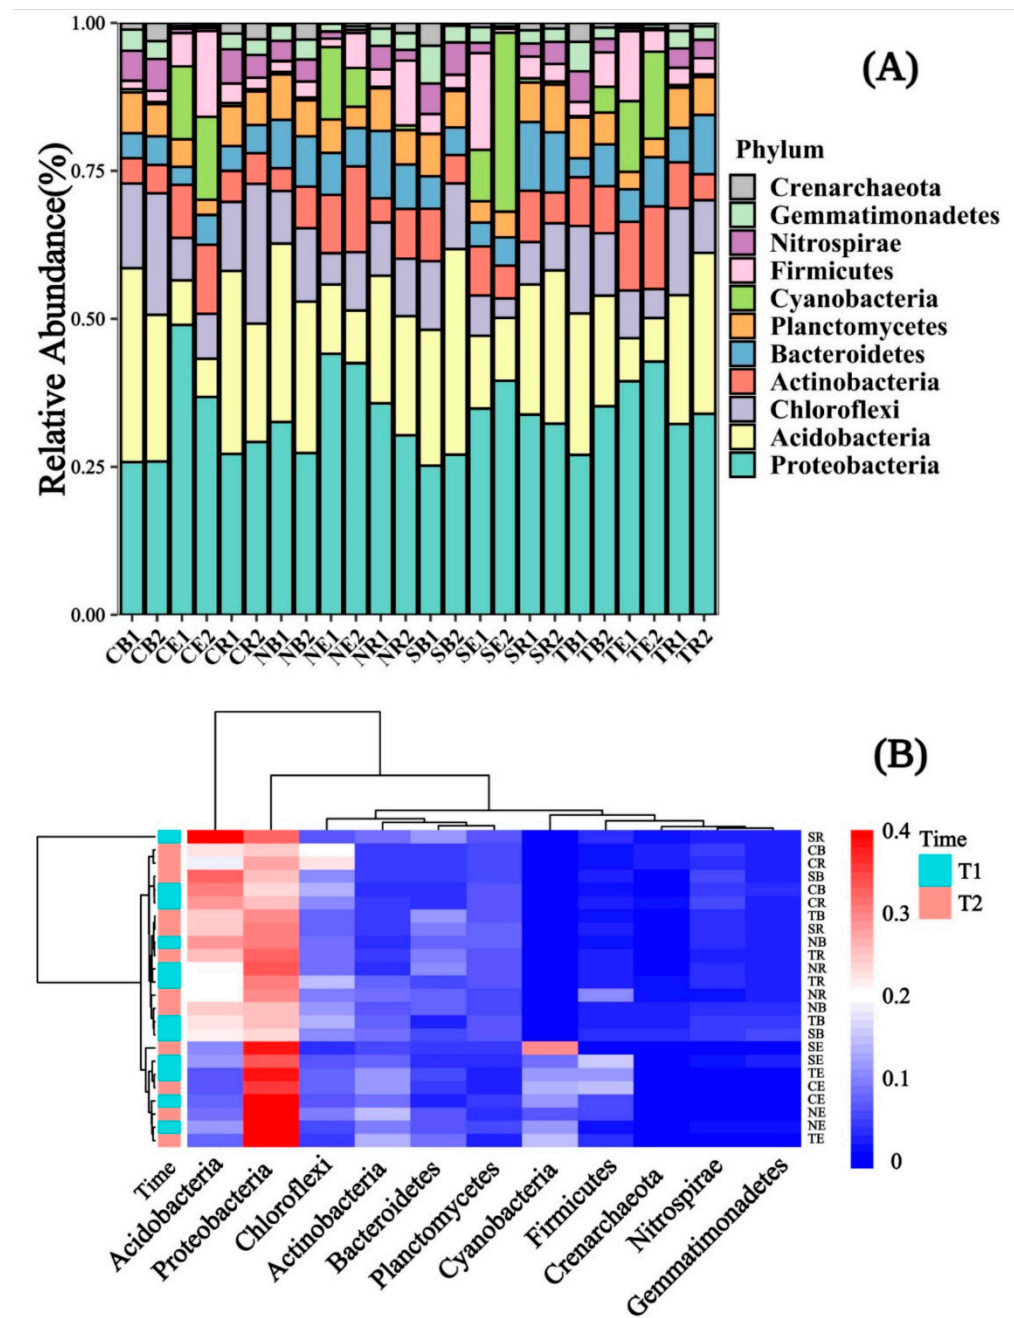 (A)
Relative Abundance(%)
1.00
0.75
0.50
0.25
0.00
CB1 CB2 CE1 CE2 CR1 CR2 NB1 NB2 NE1 NE2 NR1 NR2 SB1 SB2 SE1 SE2 SR1 SR2 TB1 TB2 TE1 TE2 TR1 TR2
Phylum
Crenarchaeota
Gemmatimonadetes
Nitrospirae
Firmicutes
Cyanobacteria
Planctomycetes
Bacteroidetes
Actinobacteria
Chloroflexi
Acidobacteria
Proteobacteria
(B)
SR
CB
CR
SB
CB
CR
TB
SR
NB
TR
NR
TR
NR
NB
TB
SB
SE
SE
TE
CE
CE
NE
NE
TE
0.4
0.3
0.2
0.1
0
Time
T1
T2
Time Acidobacteria Proteobacteria Chloroflexi Actinobacteria Bacteroidetes Planctomycetes Cyanobacteria Firmicutes Crenarchaeota Nitrospirae Gemmatimonadetes